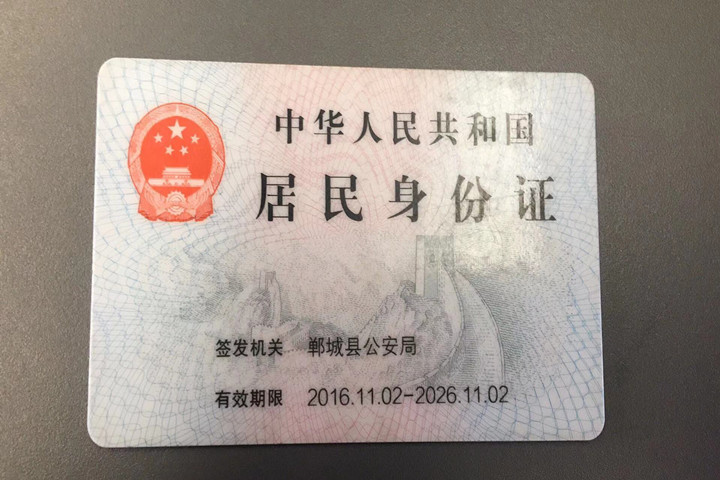 中华人民共和国
居民身份证
签发机关 郸城县公安局
有效期限 2016.11.02-2026.11.02